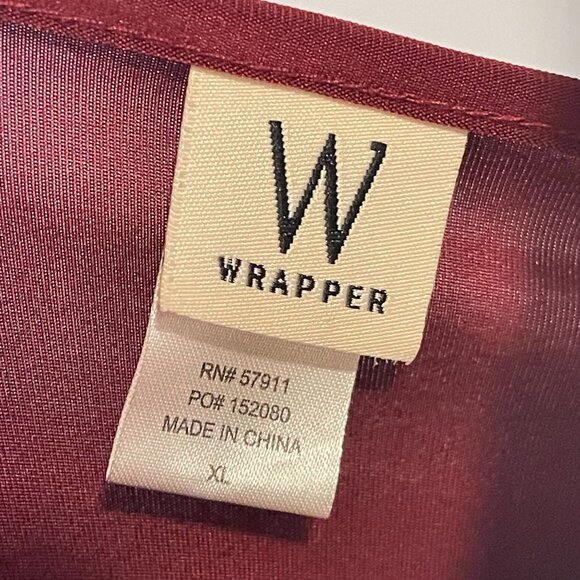 W
WRAPPER
RN# 57911
PO# 152080
MADE IN CHINA
XL